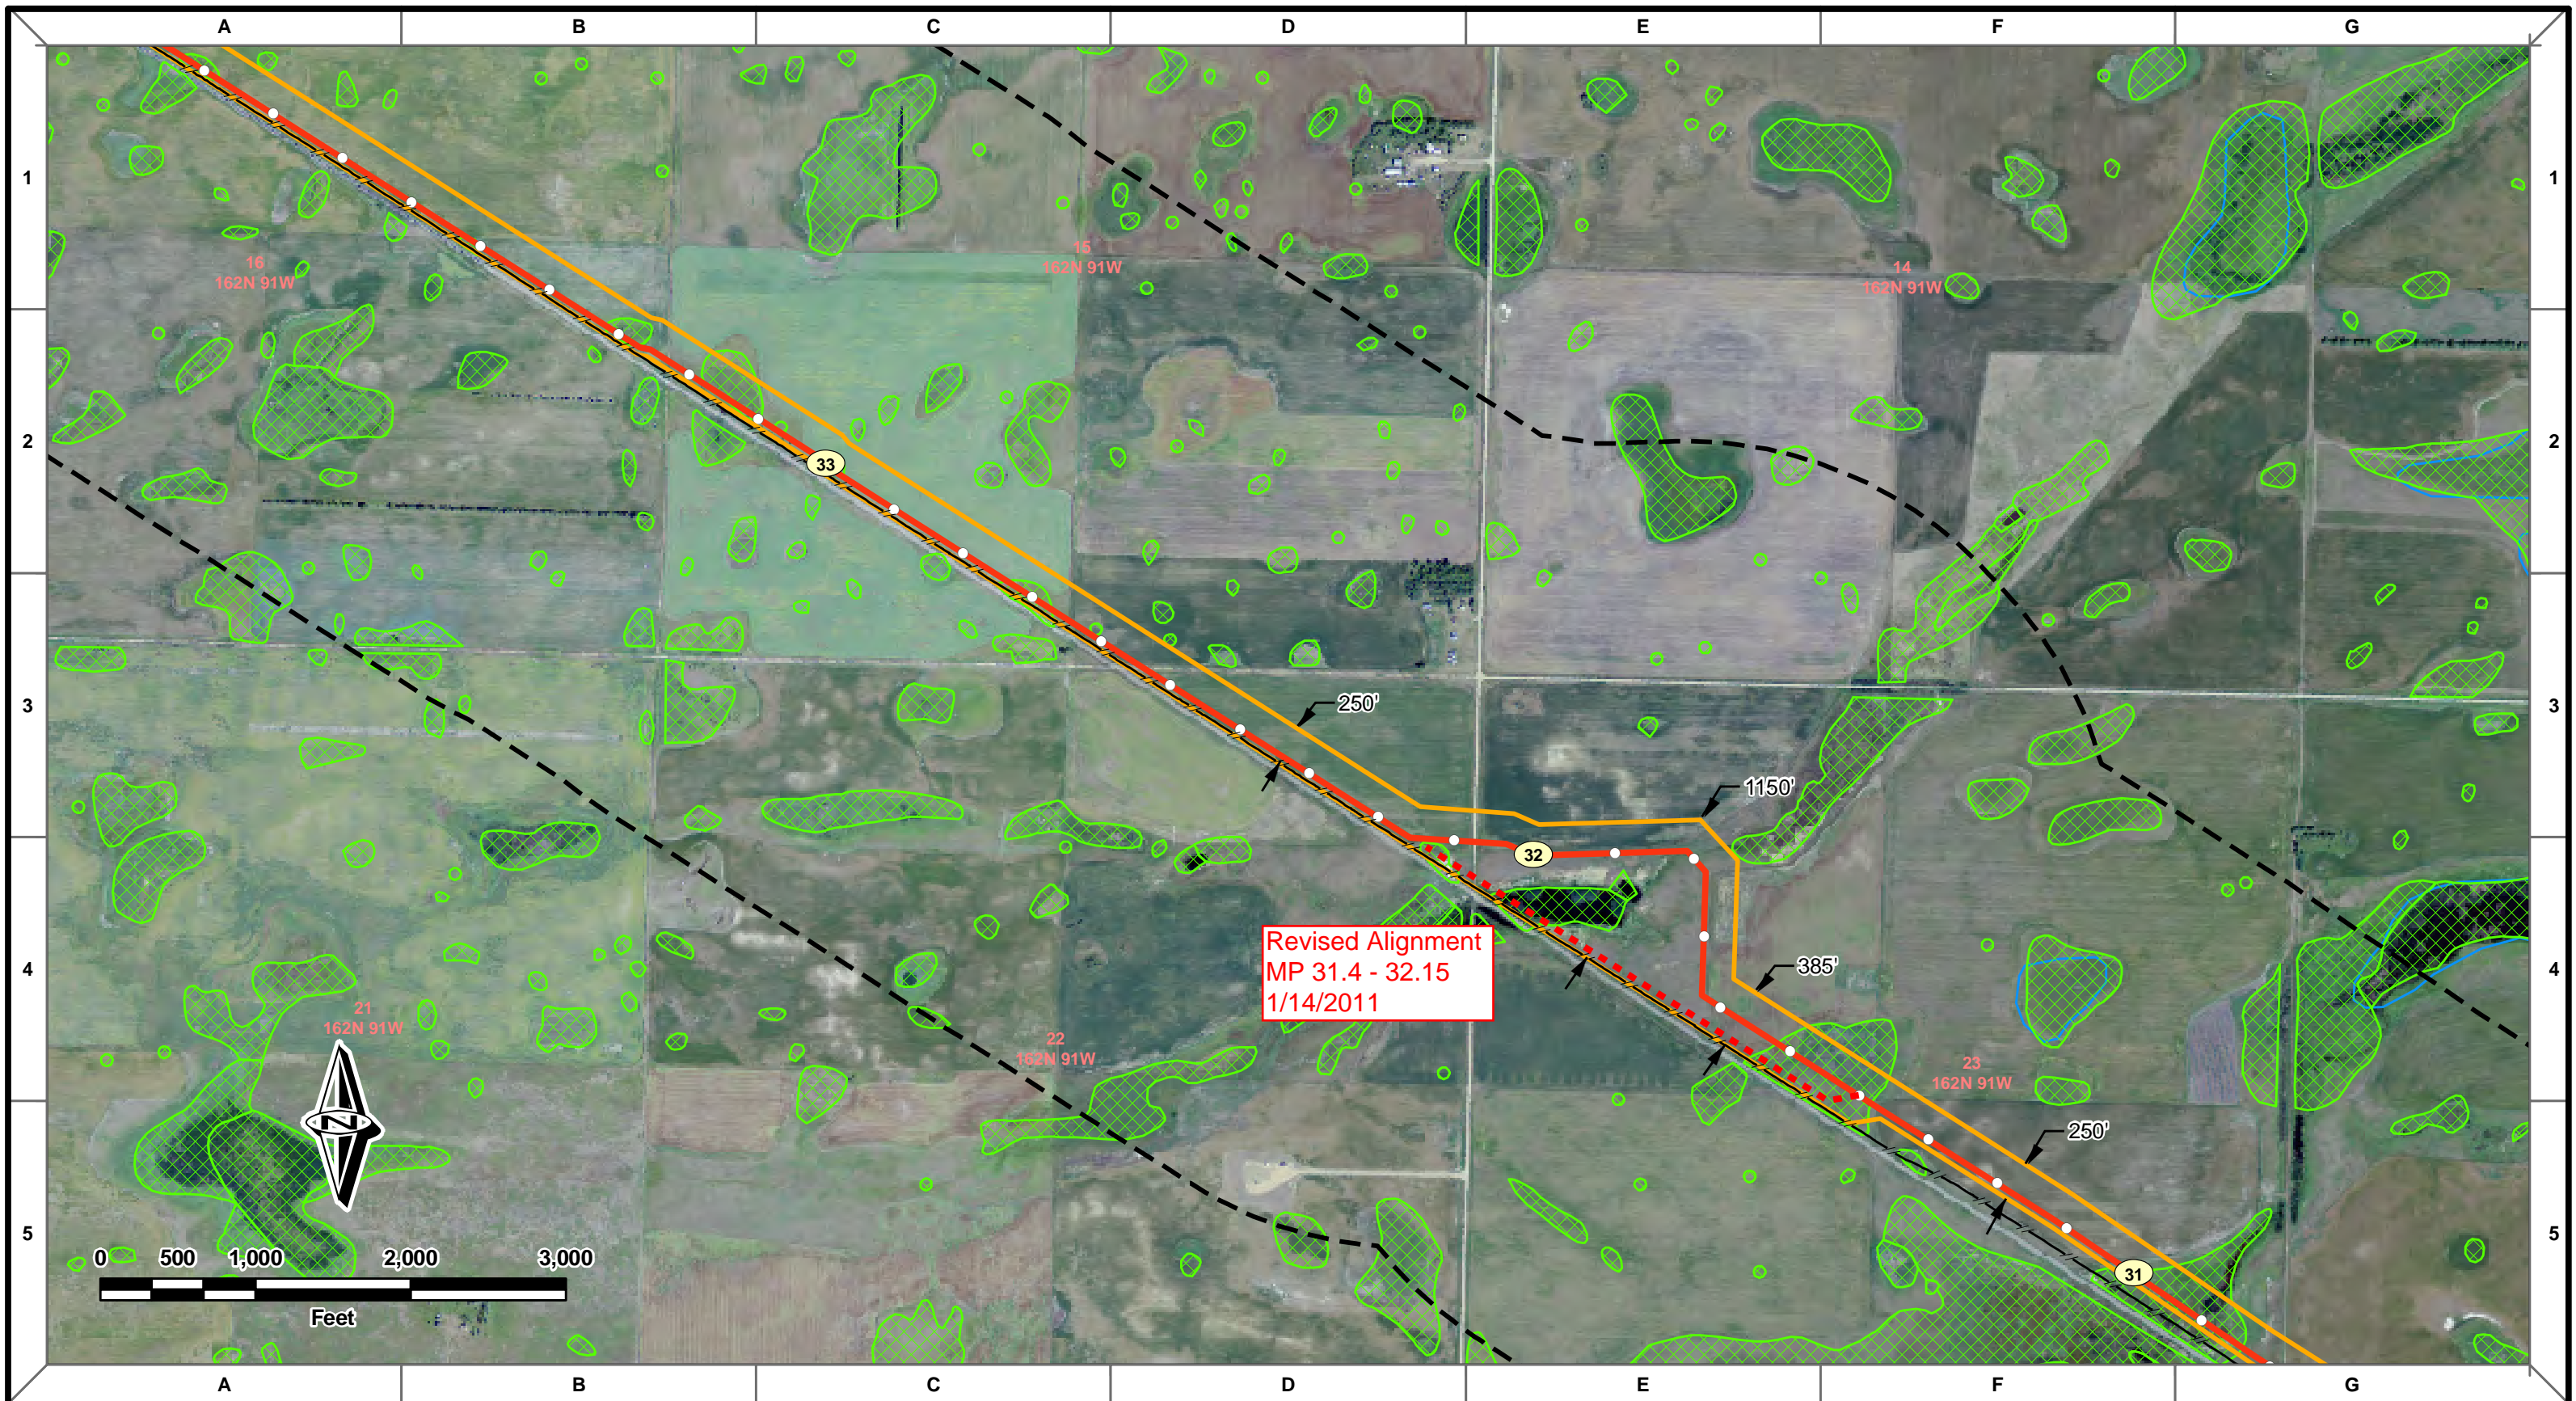 A B C D E F G
1 1
15
162N 91W
16
162N 91W
14
162N 91W
2 2
33
3 3
250'
1150'
32
Revised Alignment
MP 31.4 - 32.15
1/14/2011
4 4
385'
21
162N 91W
22
162N 91W
23
162N 91W
N
250'
5 5
0 500 1,000 2,000 3,000
Feet
31
A B C D E F G